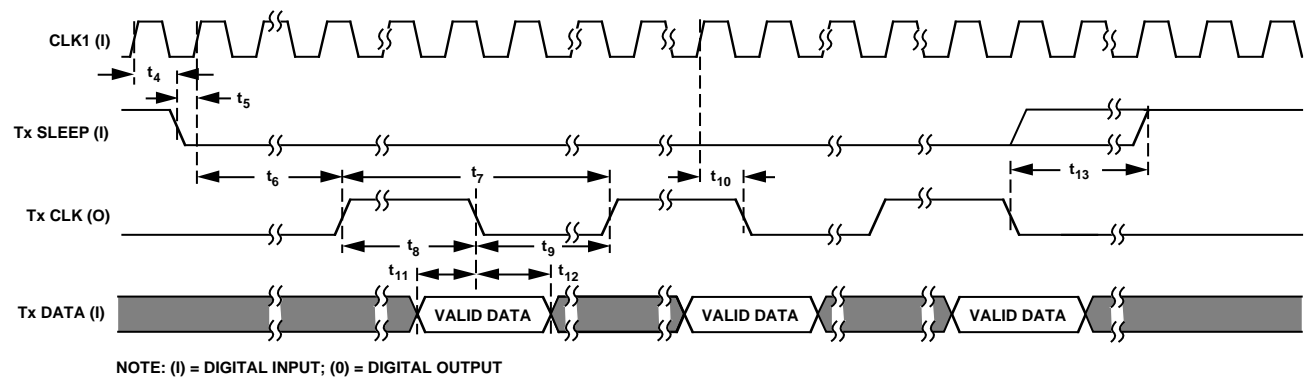 CLK1 (I)
t4
t5
Tx SLEEP (I)
t6
t7
t10
t13
Tx CLK (O)
t8
t9
t11
t12
Tx DATA (I)
VALID DATA
VALID DATA
VALID DATA
NOTE: (I) = DIGITAL INPUT; (0) = DIGITAL OUTPUT